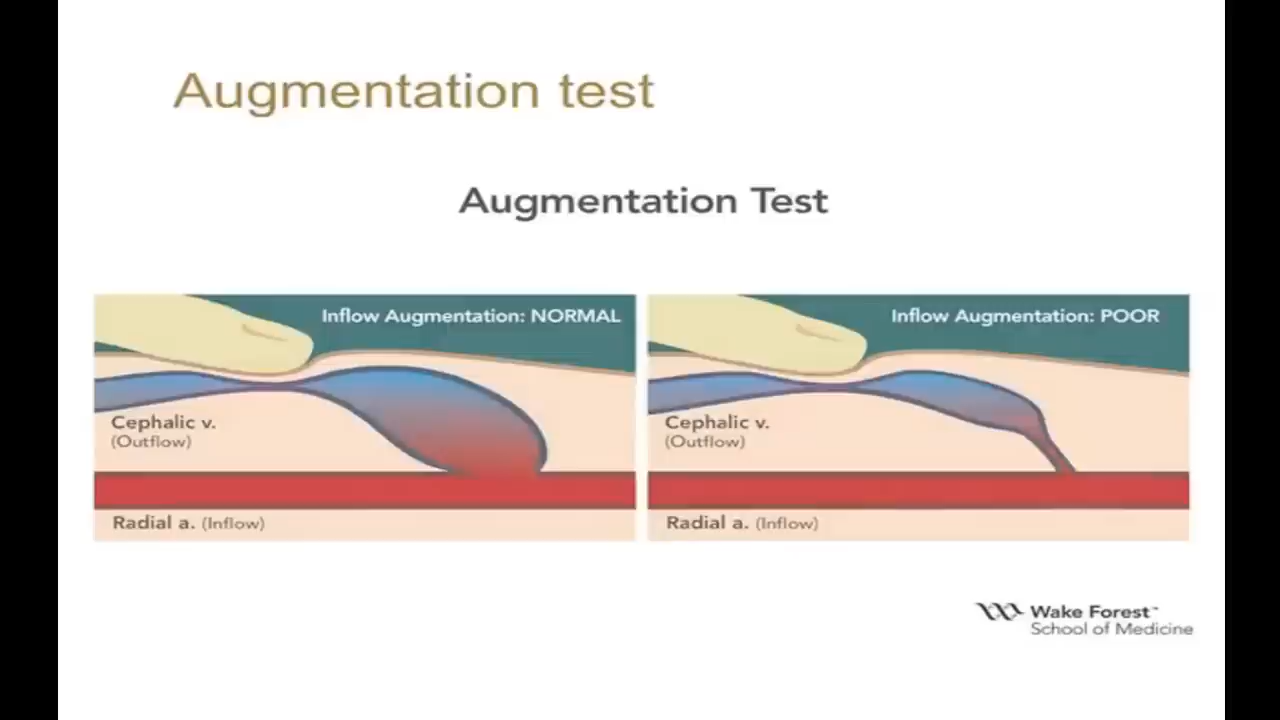 Augmentation test
Augmentation Test
Inflow Augmentation: NORMAL
Cephalic v.
(Outflow)
Radial a. (Inflow)
Inflow Augmentation: POOR
Cephalic v.
(Outflow)
Radial a. (Inflow)
Wake Forest™
School of Medicine